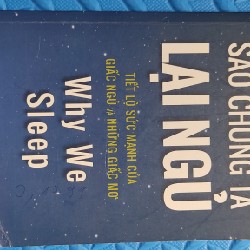 SAO CHÚNG TA
LẠI NGỦ
TIẾT LỘ SỨC MẠNH CỦA
GIẤC NGỦ VÀ NHỮNG GIẤC MƠ
Why We
Sleep